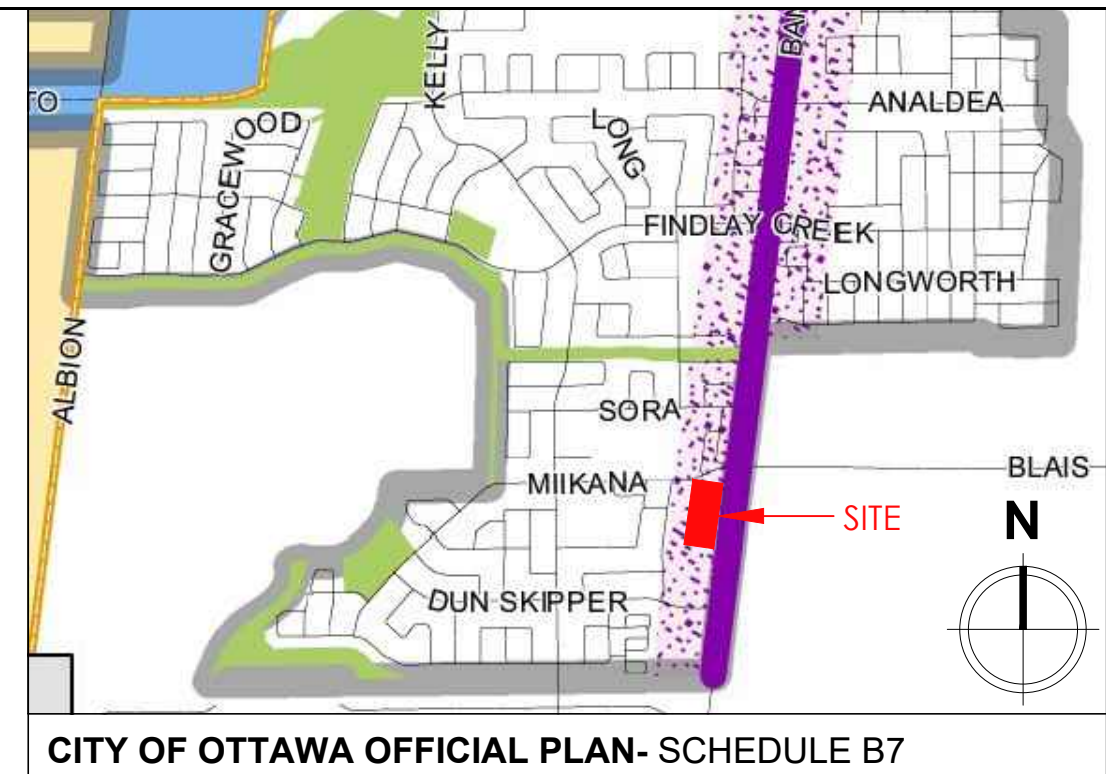 BAN
KELLY
ANALDEA
TO
GRACEWOOD
LONG
FINDLAY CREEK
LONGWORTH
ALBION
SORA
BLAIS
MIIKANA
SITE
N
DUN SKIPPER
CITY OF OTTAWA OFFICIAL PLAN- SCHEDULE B7